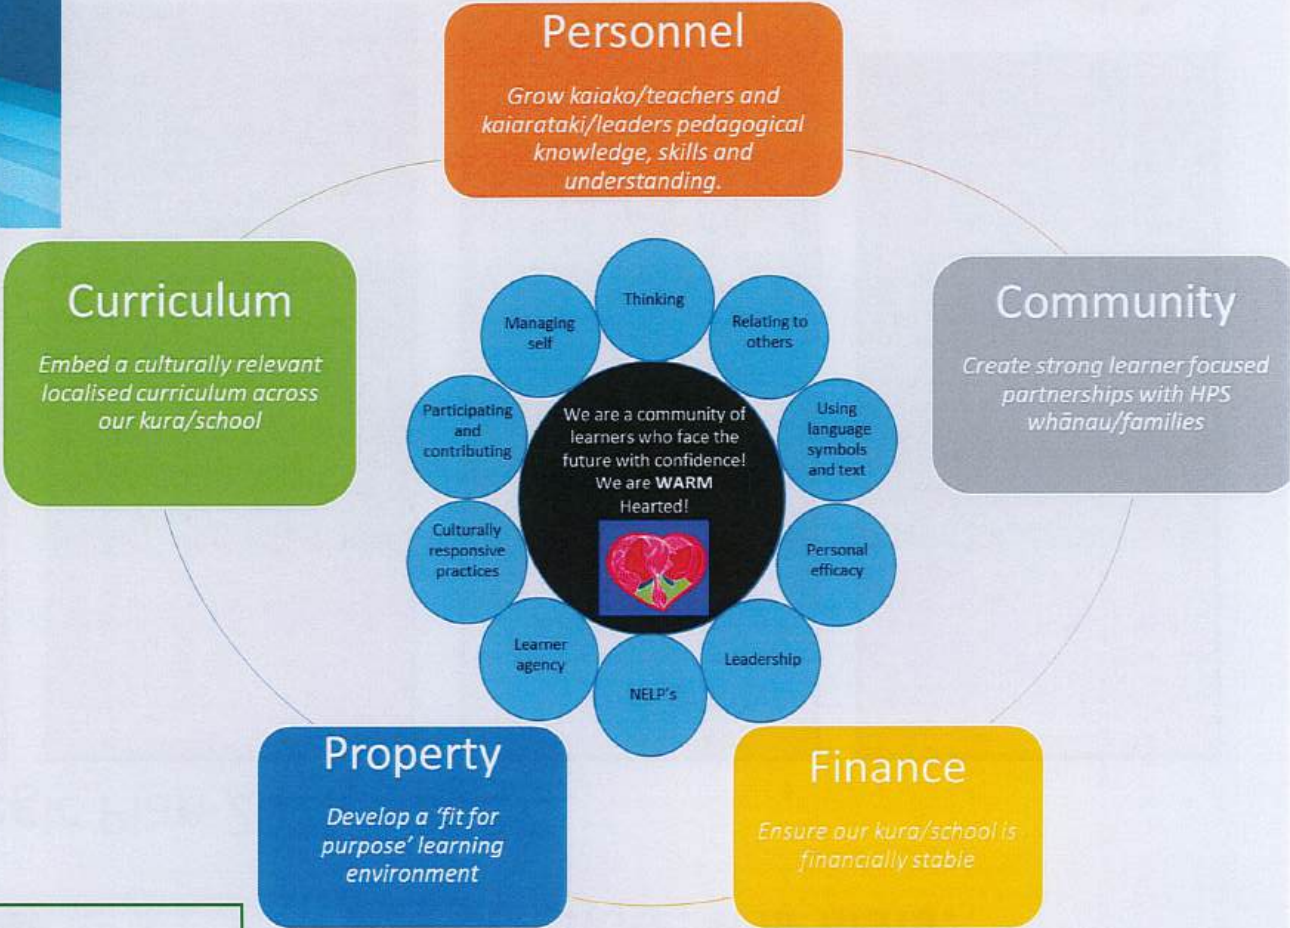 Personnel
Grow kaiako/teachers and
kaiarataki/leaders pedagogical
knowledge, skills and
understanding.
Curriculum
Embed a culturally relevant
localised curriculum across
our kura/school
Community
Create strong learner focused
partnerships with HPS
whānau/families
Thinking
Relating to
others
Using
language
symbols
and text
Personal
efficacy
Leadership
NELP's
Learner
agency
Culturally
responsive
practices
Participating
and
contributing
Managing
self
We are a community of
learners who face the
future with confidence!
We are WARM
Hearted!
Property
Develop a ‘fit for
purpose’ learning
environment
Finance
Ensure our kura/school is
financially stable